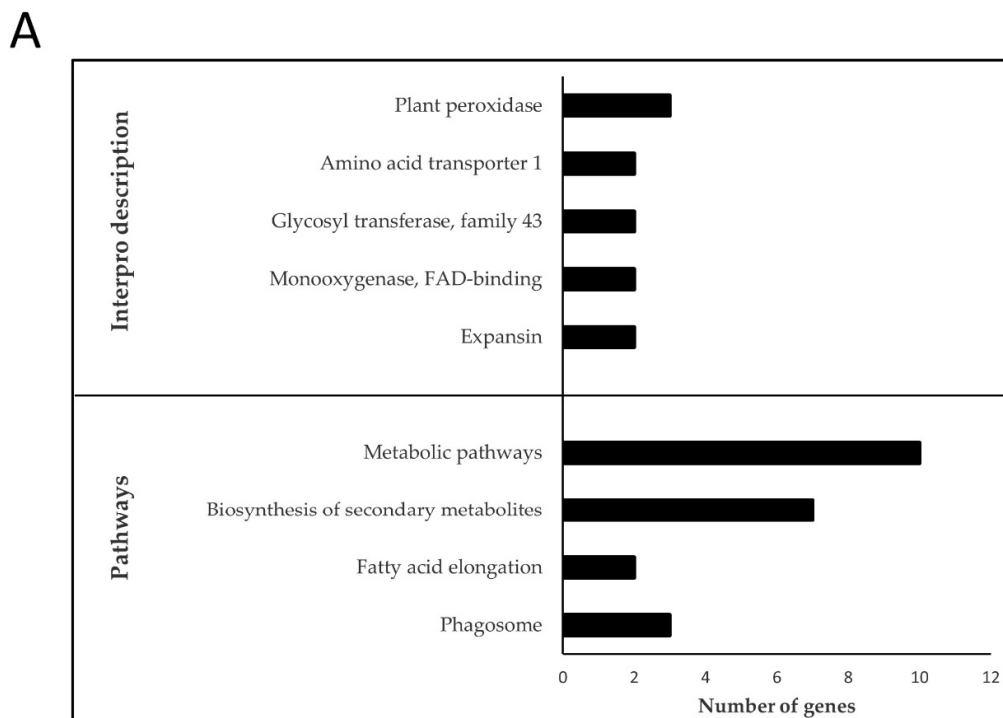 A
Interpro description
Plant peroxidase
Amino acid transporter 1
Glycosyl transferase, family 43
Monooxygenase, FAD-binding
Expansin
Pathways
Metabolic pathways
Biosynthesis of secondary metabolites
Fatty acid elongation
Phagosome
0 2 4 6 8 10 12
Number of genes